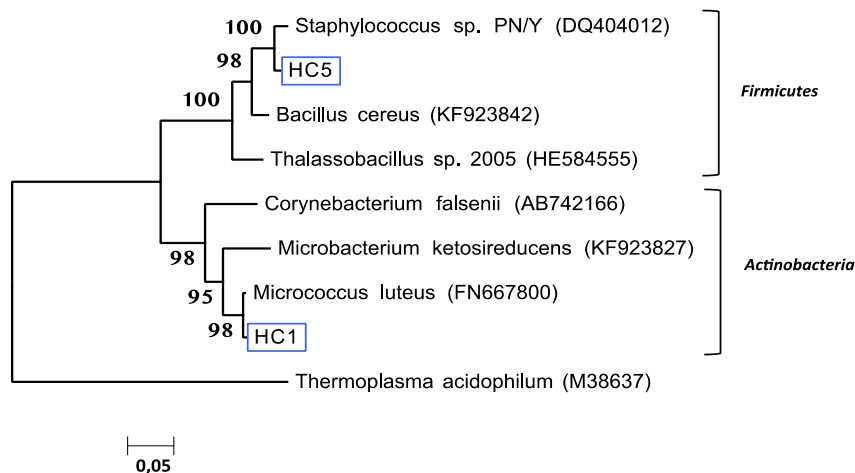 100
Staphylococcus sp. PN/Y (DQ404012)
98
HC5
Firmicutes
100
Bacillus cereus (KF923842)
Thalassobacillus sp. 2005 (HE584555)
Corynebacterium falsenii (AB742166)
98
Microbacterium ketosireducens (KF923827)
Actinobacteria
95
Micrococcus luteus (FN667800)
98
HC1
Thermoplasma acidophilum (M38637)
0,05